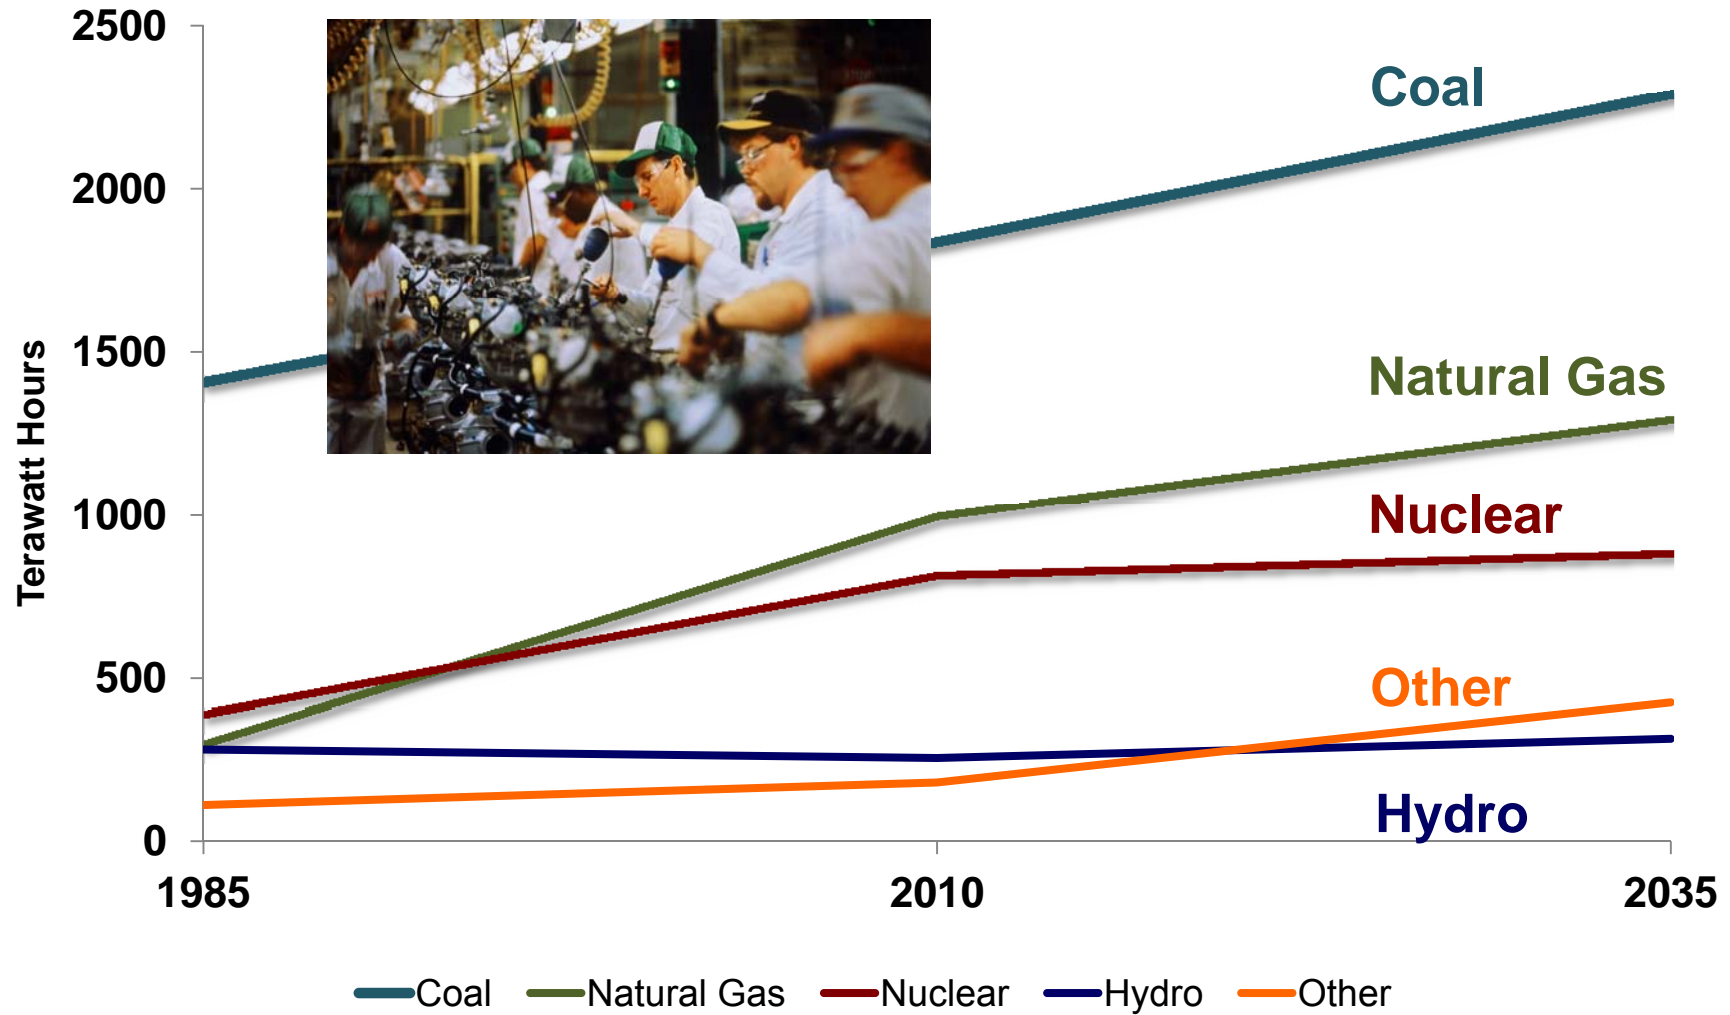 2500
2000
1500
1000
500
0
Terawatt Hours
Coal
Natural Gas
Nuclear
Other
Hydro
1985 2010 2035
Coal Natural Gas Nuclear Hydro Other